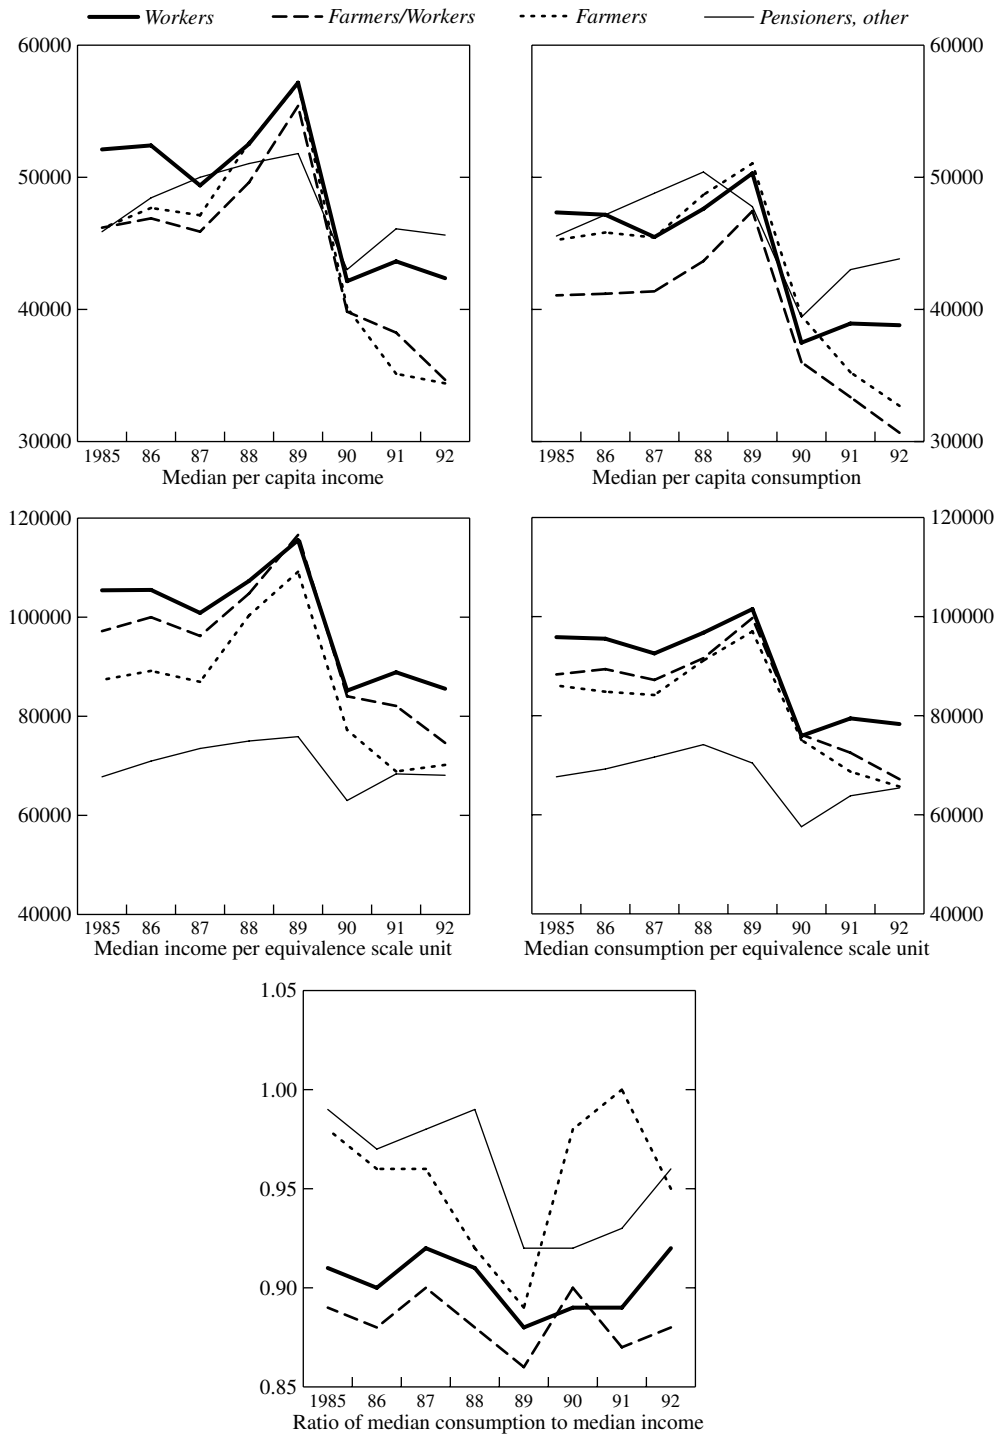 Workers Farmers/Workers Farmers Pensioners, other
60000 60000
50000 50000
40000 40000
30000 30000
1985 86 87 88 89 90 91 92 1985 86 87 88 89 90 91 92
Median per capita income Median per capita consumption
120000 120000
100000 100000
80000 80000
60000 60000
40000 40000
1985 86 87 88 89 90 91 92 1985 86 87 88 89 90 91 92
Median income per equivalence scale unit Median consumption per equivalence scale unit
1.05
1.00
0.95
0.90
0.85
1985 86 87 88 89 90 91 92
Ratio of median consumption to median income